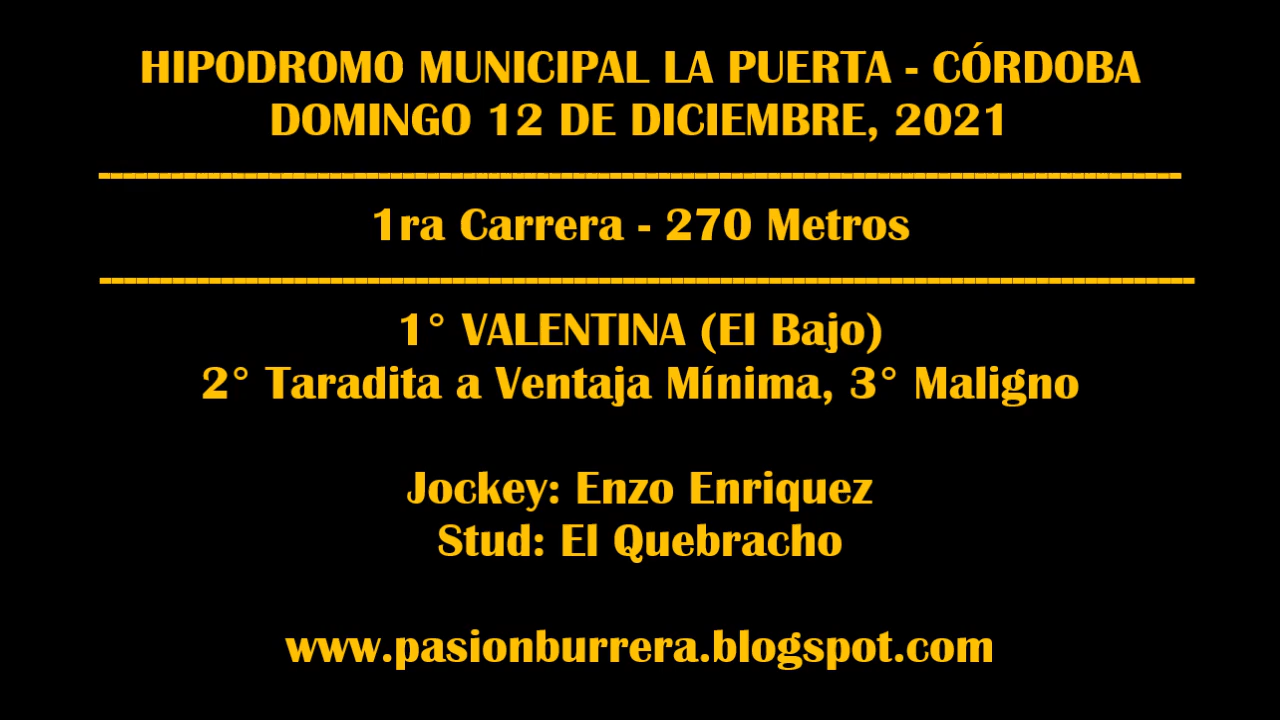 HIPODROMO MUNICIPAL LA PUERTA - CÓRDOBA
DOMINGO 12 DE DICIEMBRE, 2021
1ra Carrera - 270 Metros
1° VALENTINA (El Bajo)
2° Taradita a Ventaja Mínima, 3° Maligno
Jockey: Enzo Enriquez
Stud: El Quebracho
www.pasionburrera.blogspot.com